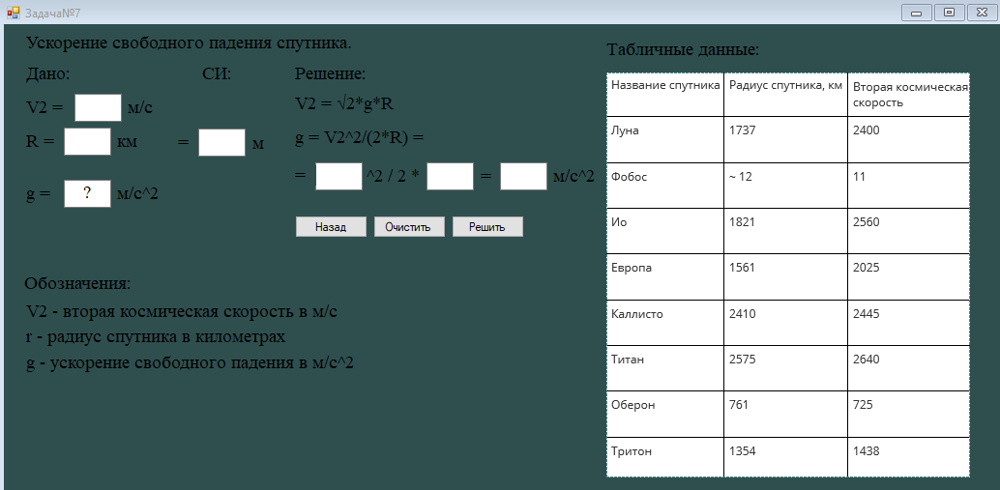 Задача№7
Ускорение свободного падения спутника.
Дано: СИ: Решение:
V2 = м/с V2 = √2*g*R
R = км = м g = V2^2/(2*R) =
= ^2 / 2 * = м/с^2
g = ? м/с^2
Назад Очистить Решить
Обозначения:
V2 - вторая космическая скорость в м/с
r - радиус спутника в километрах
g - ускорение свободного падения в м/с^2
Табличные данные:
Название спутника Радиус спутника, км Вторая космическая
скорость
Луна 1737 2400
Фобос ~ 12 11
Ио 1821 2560
Европа 1561 2025
Каллисто 2410 2445
Титан 2575 2640
Оберон 761 725
Тритон 1354 1438